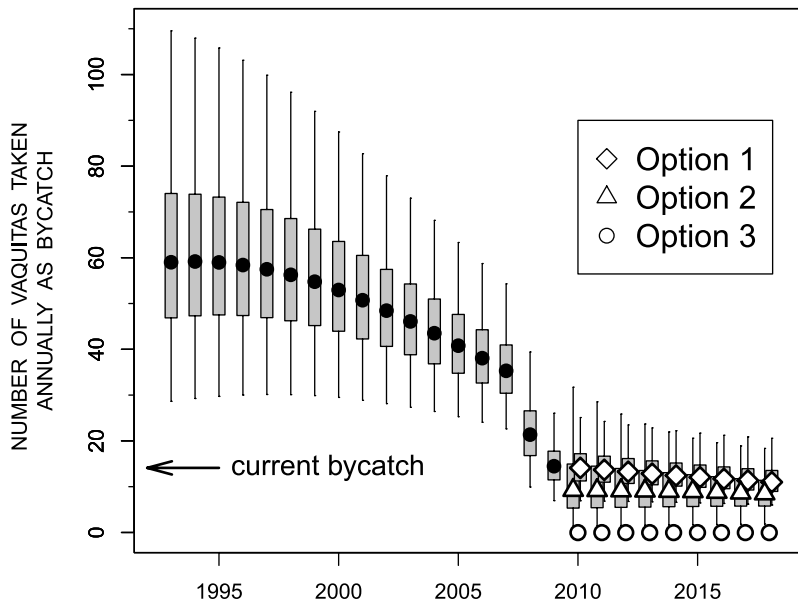 NUMBER OF VAQUITAS TAKEN
ANNUALLY AS BYCATCH
100
80
60
40
20
0
Option 1
Option 2
Option 3
current bycatch
1995 2000 2005 2010 2015